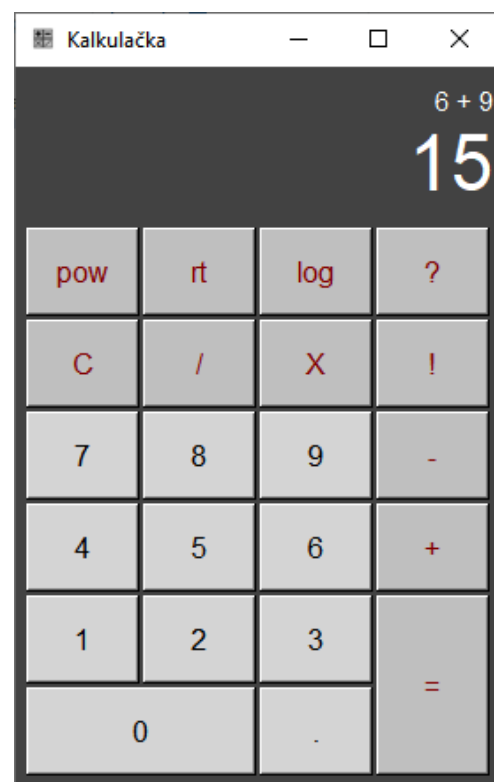 Kalkulačka
6 + 9
15
pow rt log ?
C / X !
7 8 9 -
4 5 6 +
1 2 3 =
0 .